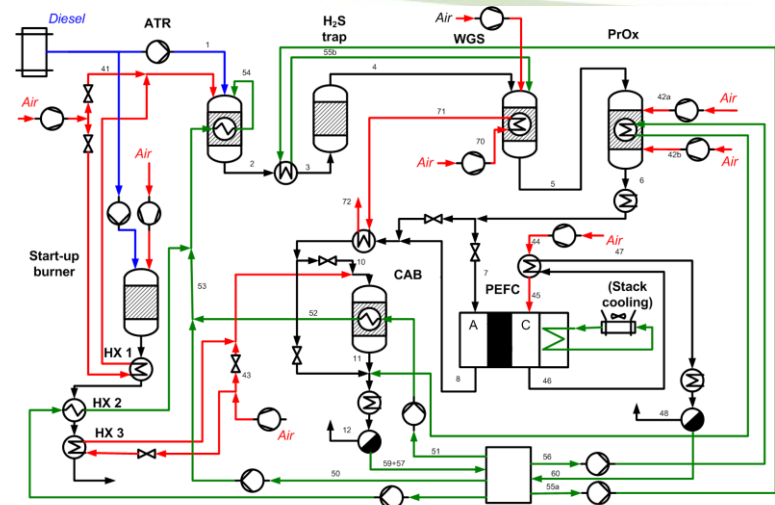 Diesel
ATR
H₂S
trap
WGS
PrOx
Air
1
55b
41
54
4
Air
42a
Air
71
70
Air
42b
Air
2
3
5
6
Air
72
Start-up
burner
10
CAB
7
44
Air
47
PEFC
45
(Stack
cooling)
53
52
A
C
HX 1
11
43
8
46
HX 2
HX 3
Air
12
48
51
59+57
50
56
60
55a